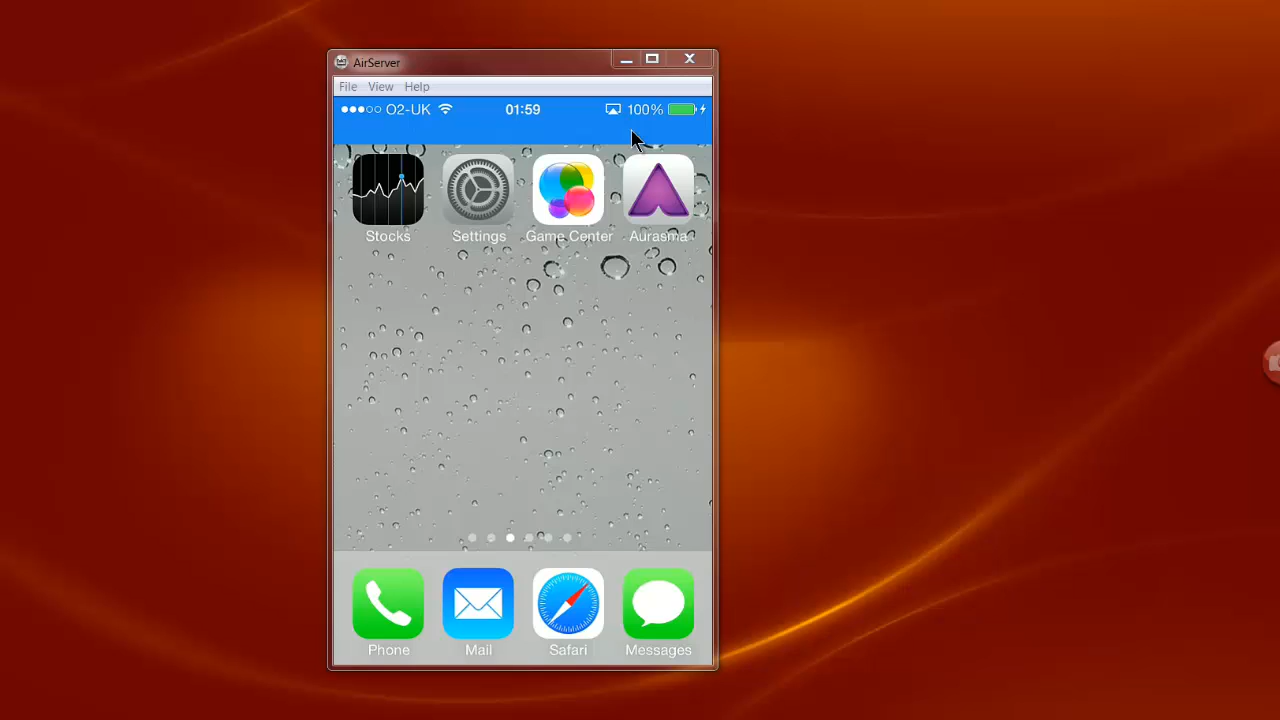 AirServer
File View Help
O2-UK 01:59 100%
Stocks Settings Game Center Aurasma
Phone Mail Safari Messages